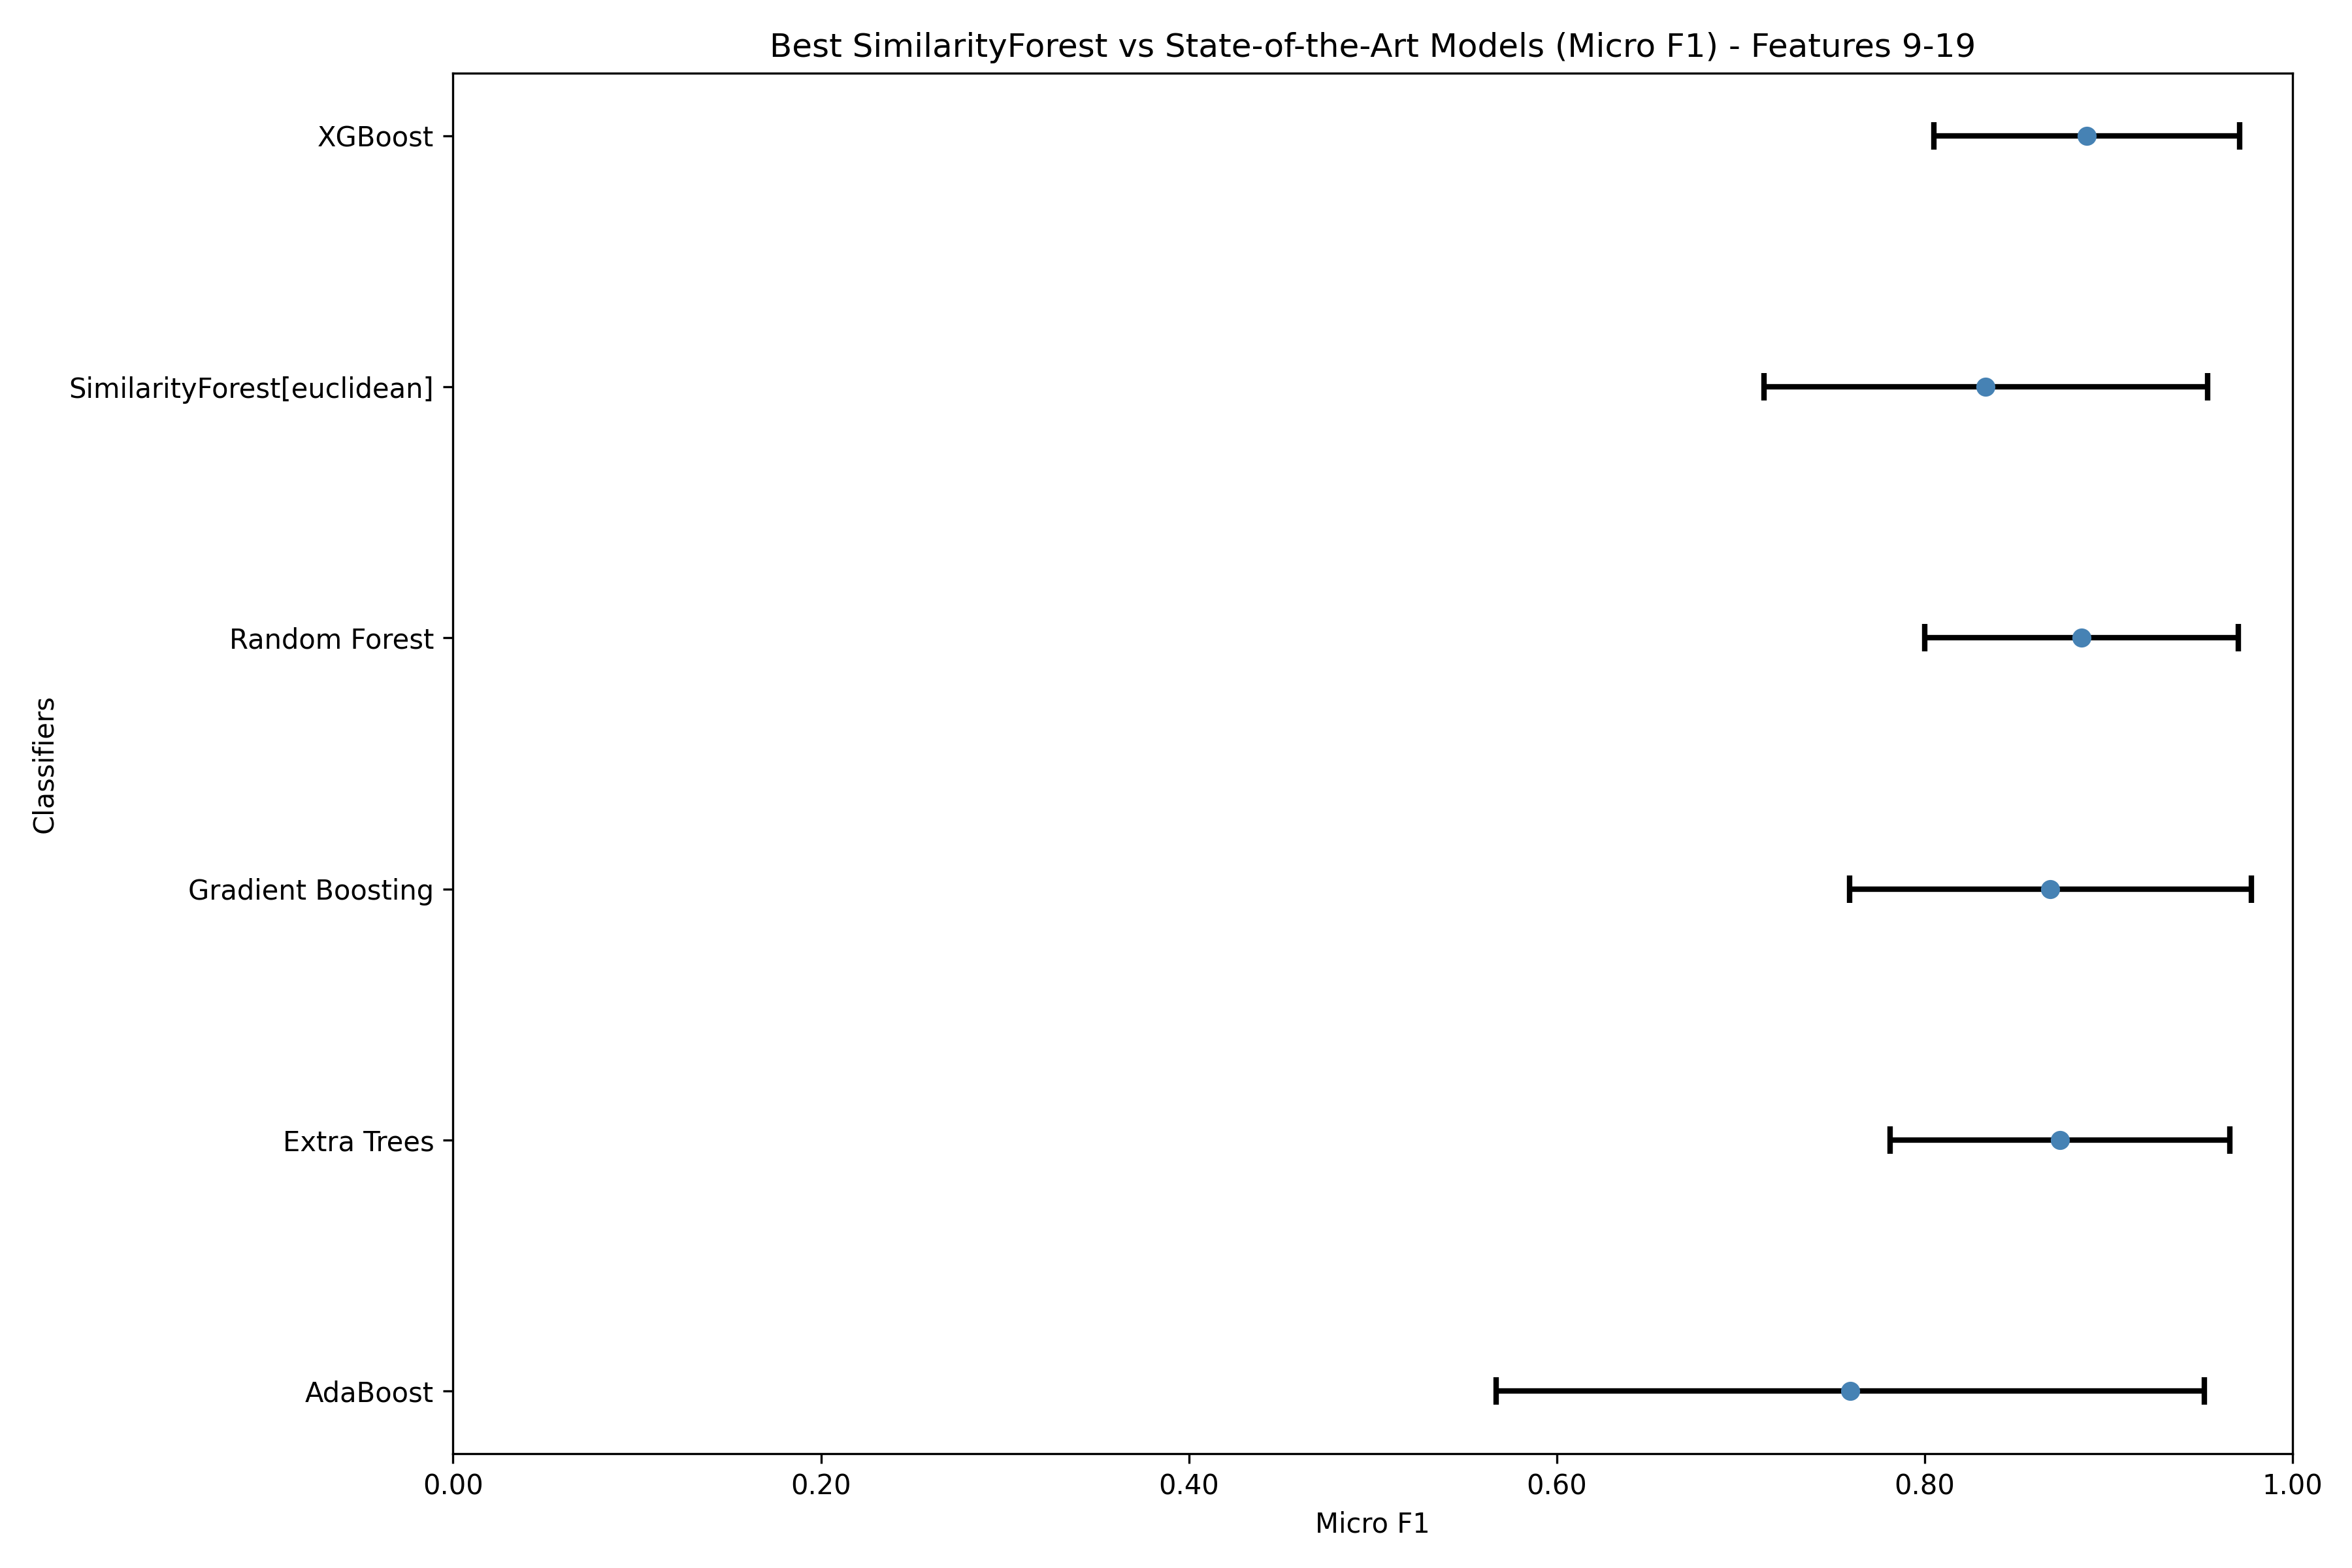 Best SimilarityForest vs State-of-the-Art Models (Micro F1) - Features 9-19
XGBoost
SimilarityForest[euclidean]
Random Forest
Gradient Boosting
Extra Trees
AdaBoost
Classifiers
0.00 0.20 0.40 0.60 0.80 1.00
Micro F1